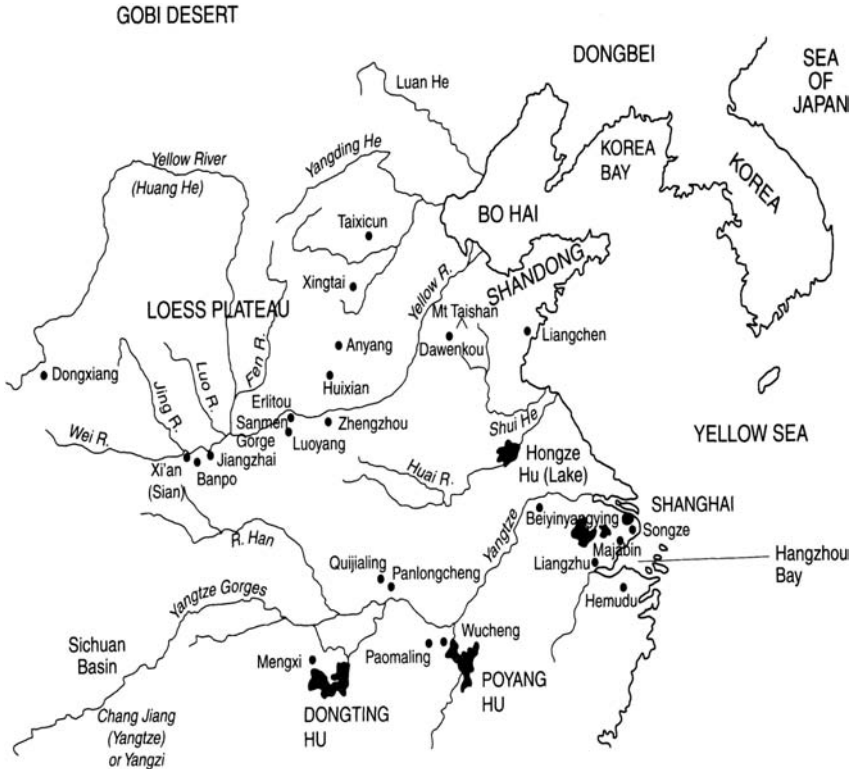 GOBI DESERT
DONGBEI
SEA
OF
JAPAN
Luan He
Yangding He
KOREA
BAY
KOREA
Yellow River
(Huang He)
Taixicun
BO HAI
Xingtai
Yellow R.
SHANDONG
LOESS PLATEAU
Mt Taishan
Fen R.
Anyang
Dawenkou
Liangchen
Dongxiang
Jing R.
Luo R.
Huixian
Erlitou
Sanmen
Gorge
Zhengzhou
Luoyang
Shui He
YELLOW SEA
Wei R.
Jiangzhai
Xi'an
(Sian)
Banpo
Huai R.
Hongze
Hu (Lake)
SHANGHAI
Beiyinyangying
Songze
R. Han
Yangtze
Majabin
Liangzhu
Hangzhou
Bay
Quijialing
Panlongcheng
Hemudu
Yangtze Gorges
Sichuan
Basin
Wucheng
Mengxi
Paomaling
POYANG
HU
DONGTING
HU
Chang Jiang
(Yangtze)
or Yangzi